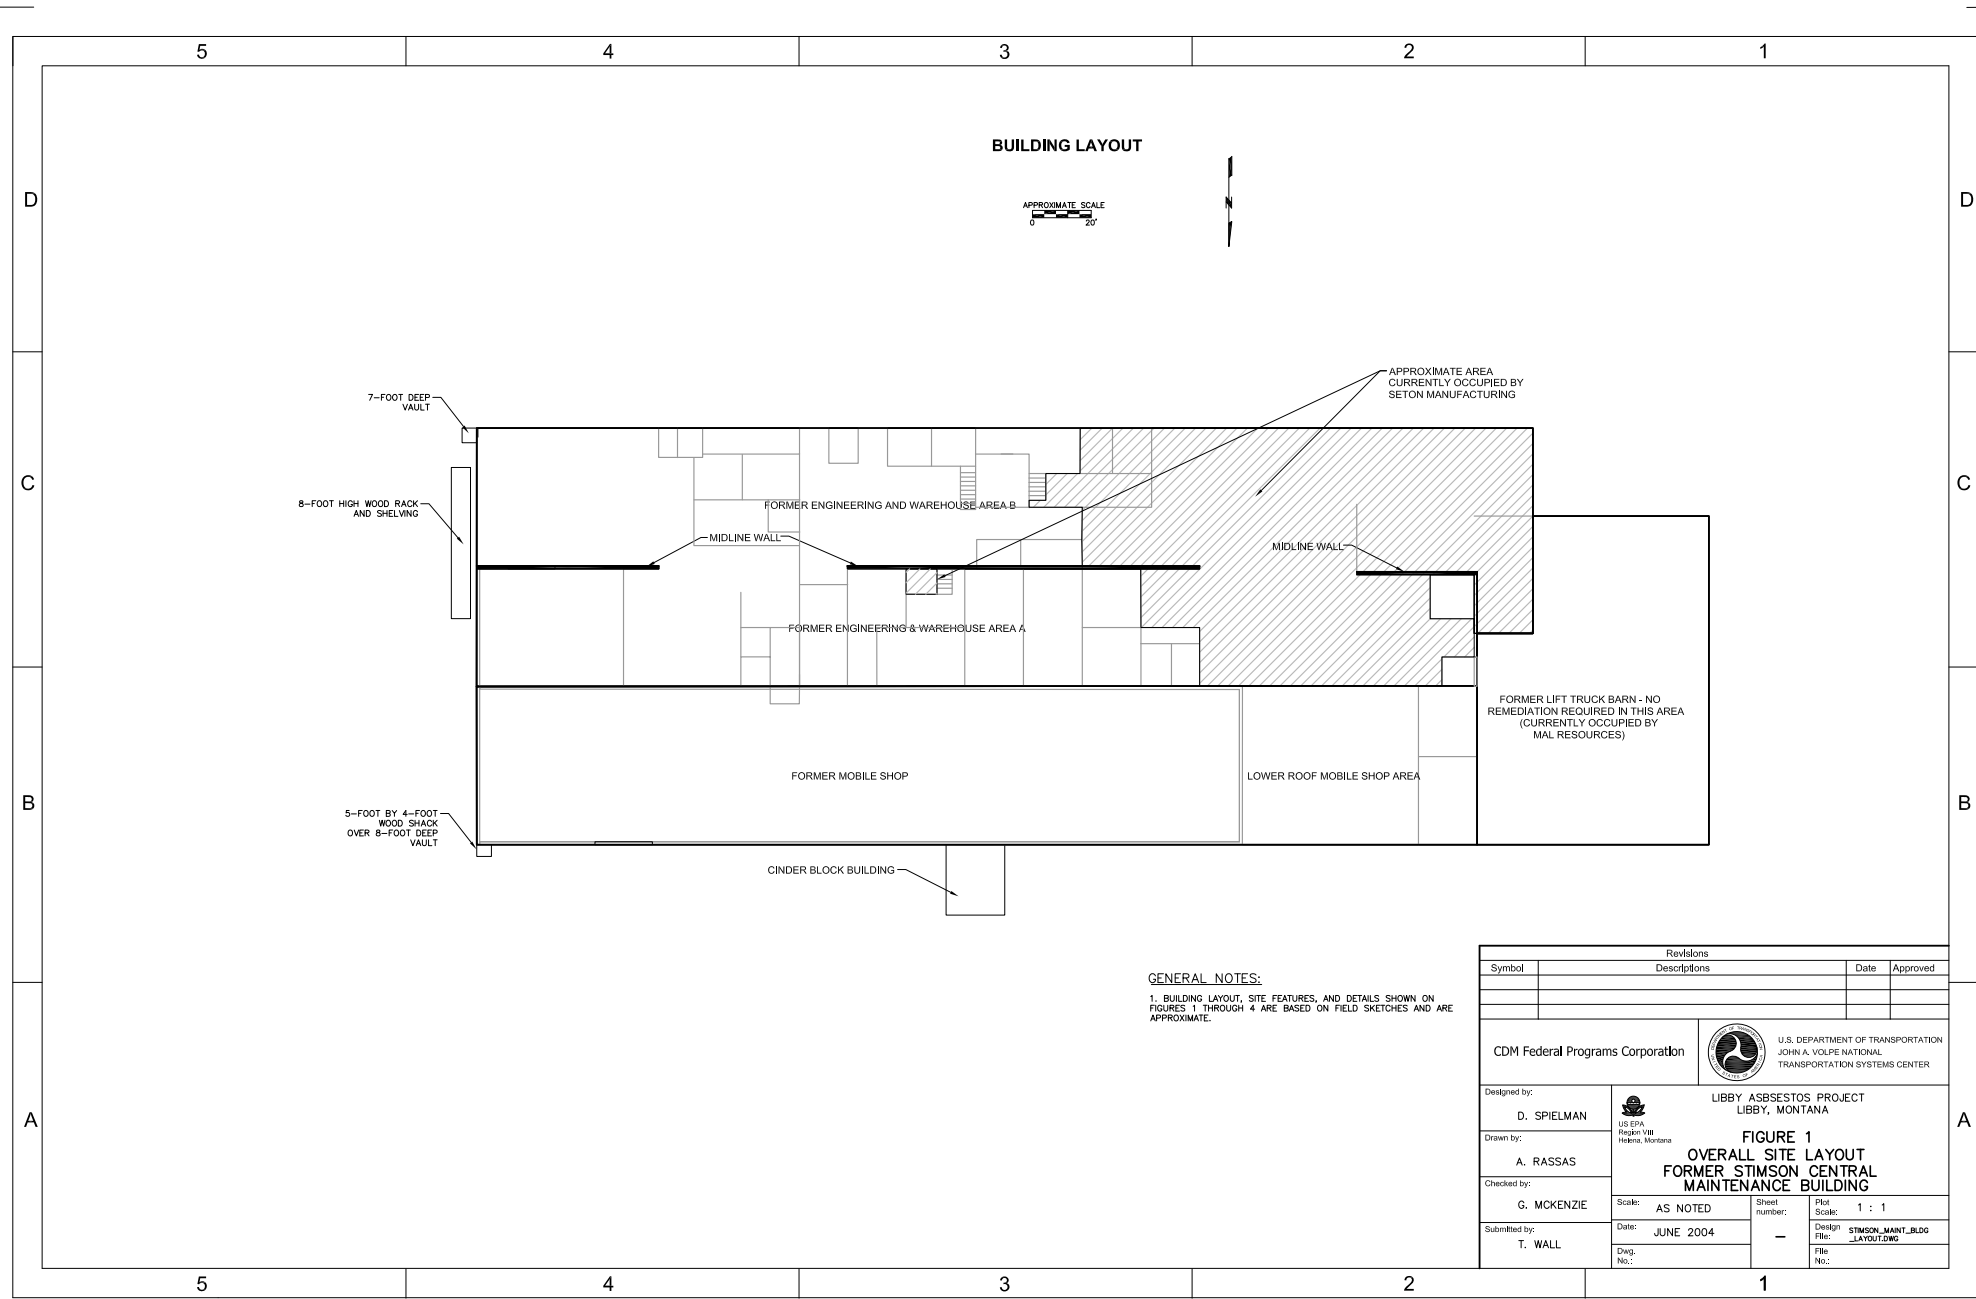 5 4 3 2 1
D D
BUILDING LAYOUT
APPROXIMATE SCALE
0 20'
N
C C
APPROXIMATE AREA
CURRENTLY OCCUPIED BY
SETON MANUFACTURING
7-FOOT DEEP
VAULT
8-FOOT HIGH WOOD RACK
AND SHELVING
FORMER ENGINEERING AND WAREHOUSE AREA B
MIDLINE WALL
MIDLINE WALL
FORMER ENGINEERING & WAREHOUSE AREA A
FORMER LIFT TRUCK BARN - NO
REMEDIATION REQUIRED IN THIS AREA
(CURRENTLY OCCUPIED BY
MAL RESOURCES)
FORMER MOBILE SHOP
LOWER ROOF MOBILE SHOP AREA
B B
5-FOOT BY 4-FOOT
WOOD SHACK
OVER 8-FOOT DEEP
VAULT
CINDER BLOCK BUILDING
GENERAL NOTES:
1. BUILDING LAYOUT, SITE FEATURES, AND DETAILS SHOWN ON
FIGURES 1 THROUGH 4 ARE BASED ON FIELD SKETCHES AND ARE
APPROXIMATE.
A A
Revisions
Symbol Descriptions Date Approved
CDM Federal Programs Corporation
U.S. DEPARTMENT OF TRANSPORTATION
JOHN A. VOLPE NATIONAL
TRANSPORTATION SYSTEMS CENTER
Designed by:
D. SPIELMAN
Drawn by:
A. RASSAS
Checked by:
G. MCKENZIE
Submitted by:
T. WALL
US EPA
Region VIII
Helena, Montana
LIBBY ASBSESTOS PROJECT
LIBBY, MONTANA
FIGURE 1
OVERALL SITE LAYOUT
FORMER STIMSON CENTRAL
MAINTENANCE BUILDING
Scale: AS NOTED
Sheet
number: –
Plot
Scale: 1 : 1
Date: JUNE 2004
Design
File: STIMSON_MAINT_BLDG
_LAYOUT.DWG
Dwg.
No.:
File
No.:
5 4 3 2 1